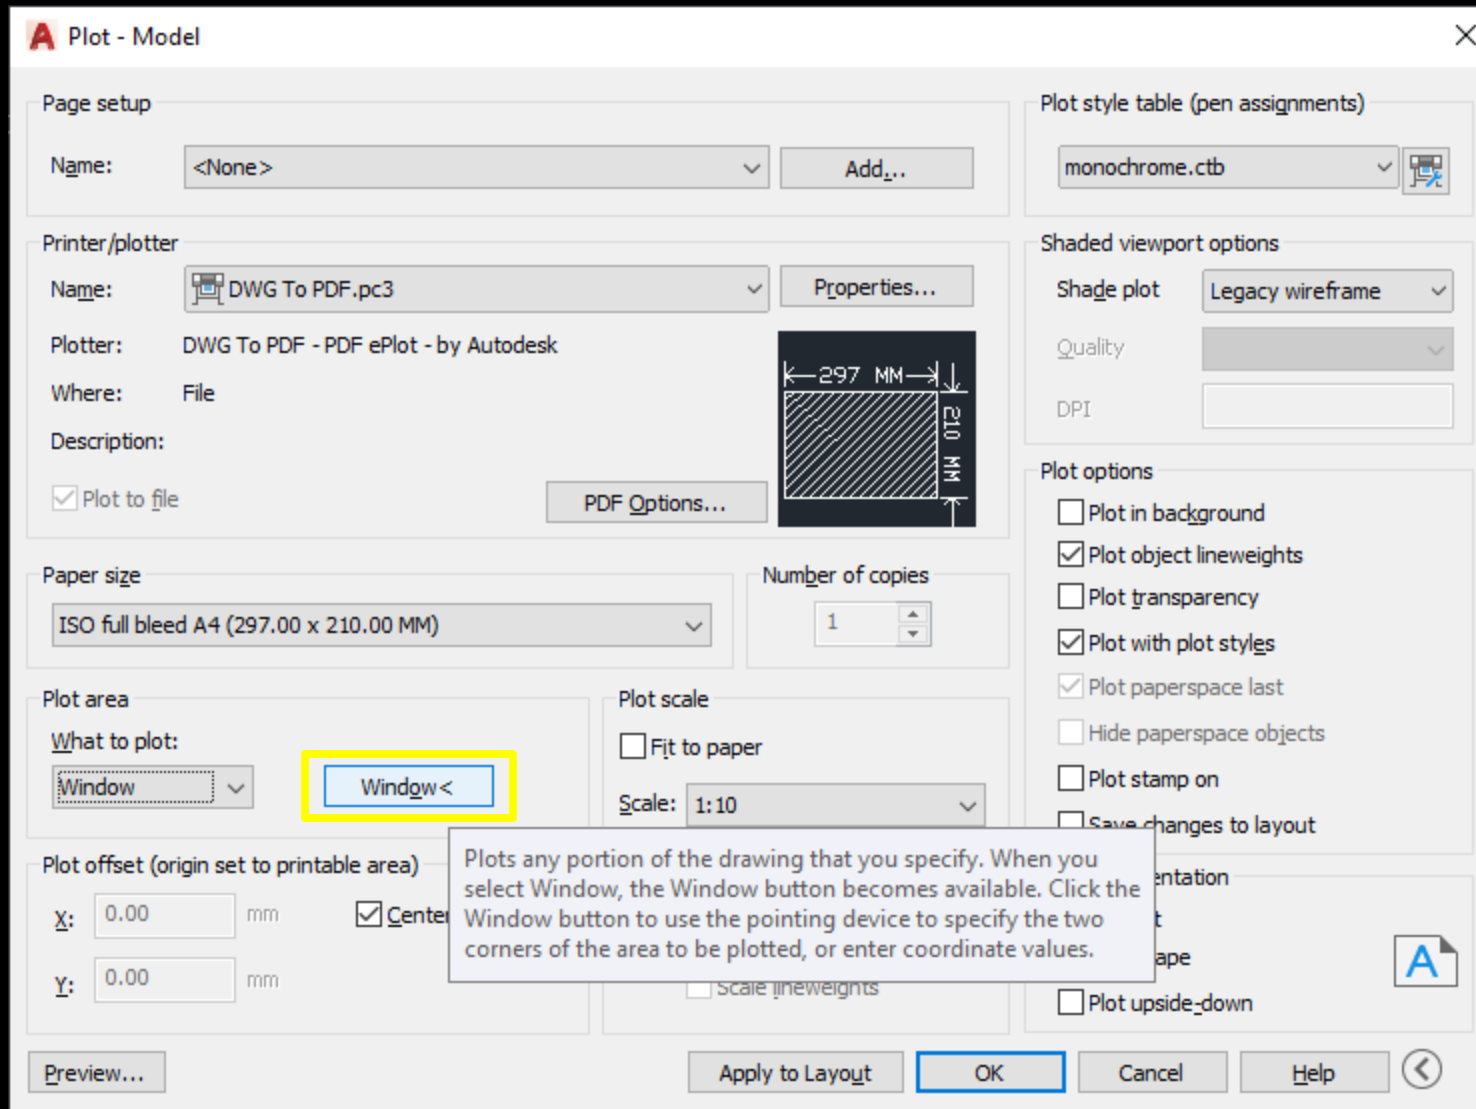 Plot - Model
Page setup
Name:
<None>
Add...
Plot style table (pen assignments)
monochrome.ctb
Printer/plotter
Name:
DWG To PDF.pc3
Properties...
Plotter:
DWG To PDF - PDF ePlot - by Autodesk
Where:
File
Description:
Plot to file
PDF Options...
297 MM
210 MM
Shaded viewport options
Shade plot
Legacy wireframe
Quality
DPI
Paper size
ISO full bleed A4 (297.00 x 210.00 MM)
Number of copies
1
Plot options
Plot in background
Plot object lineweights
Plot transparency
Plot with plot styles
Plot paperspace last
Hide paperspace objects
Plot stamp on
Save changes to layout
Plot area
What to plot:
Window
Window<
Plot scale
Fit to paper
Scale:
1:10
Plots any portion of the drawing that you specify. When you
select Window, the Window button becomes available. Click the
Window button to use the pointing device to specify the two
corners of the area to be plotted, or enter coordinate values.
Plot offset (origin set to printable area)
X:
0.00
mm
Center
Y:
0.00
mm
Scale lineweights
entation
t
ape
A
Plot upside-down
Preview...
Apply to Layout
OK
Cancel
Help